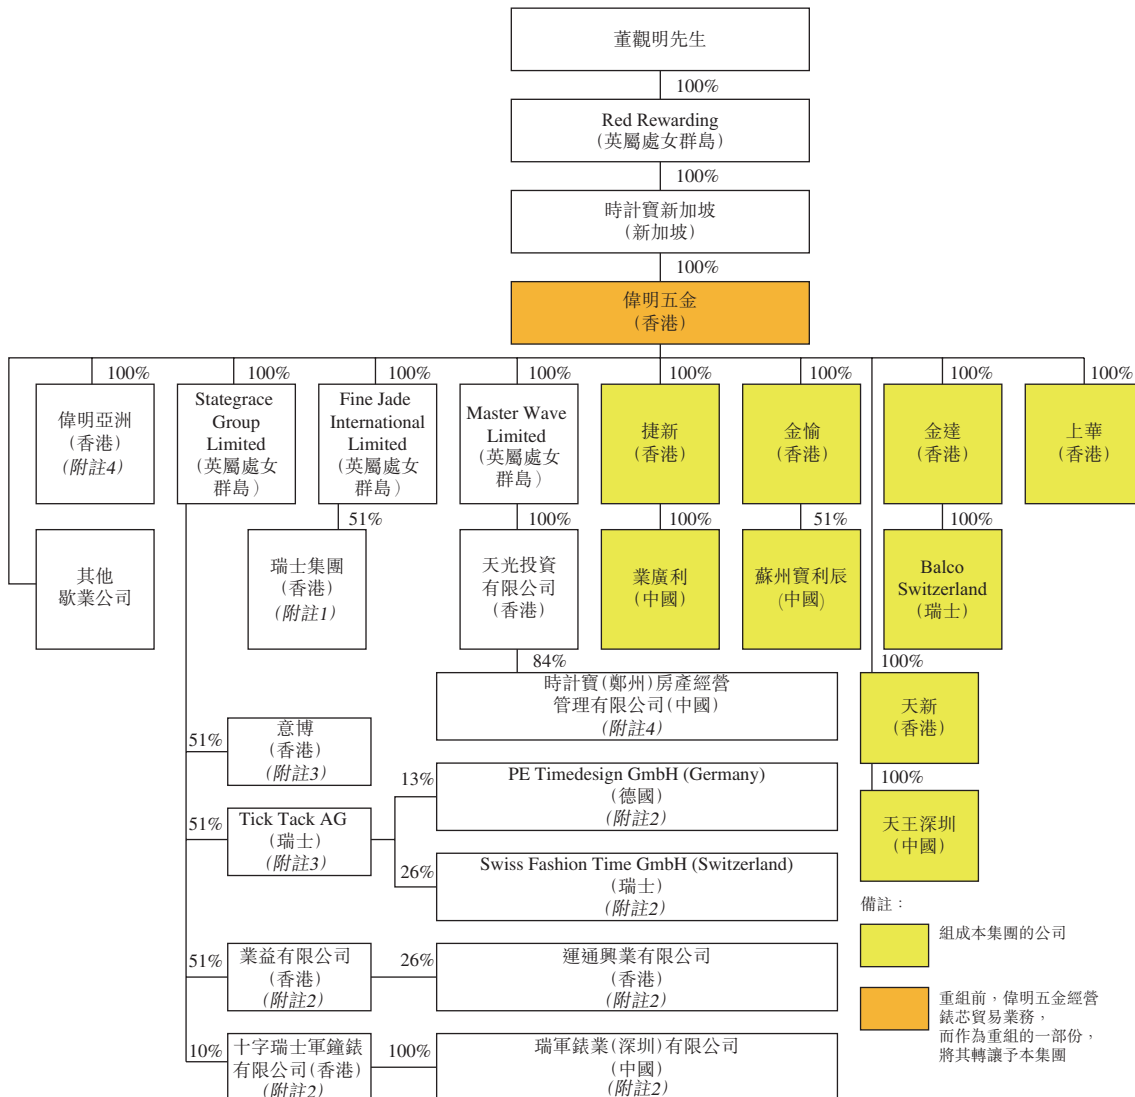 董觀明先生
100%
Red Rewarding
(英屬處女群島)
100%
時計寶新加坡
(新加坡)
100%
偉明五金
(香港)
100%
100%
100%
100%
100%
100%
100%
100%
偉明亞洲
(香港)
(附註4)
Stategrace
Group
Limited
(英屬處女
群島)
Fine Jade
International
Limited
(英屬處女
群島)
Master Wave
Limited
(英屬處女
群島)
捷新
(香港)
金愉
(香港)
金達
(香港)
上華
(香港)
51%
100%
100%
51%
100%
其他
歇業公司
瑞士集團
(香港)
(附註1)
天光投資
有限公司
(香港)
業廣利
(中國)
蘇州寶利辰
(中國)
Balco
Switzerland
(瑞士)
84%
100%
時計寶(鄭州)房產經營
管理有限公司(中國)
(附註4)
天新
(香港)
51%
意博
(香港)
(附註3)
100%
13%
PE Timedesign GmbH (Germany)
(德國)
(附註2)
天王深圳
(中國)
51%
Tick Tack AG
(瑞士)
(附註3)
26%
Swiss Fashion Time GmbH (Switzerland)
(瑞士)
(附註2)
備註：
組成本集團的公司
51%
業益有限公司
(香港)
(附註2)
26%
運通興業有限公司
(香港)
(附註2)
重組前，偉明五金經營
錶芯貿易業務，
而作為重組的一部份，
將其轉讓予本集團
10%
十字瑞士軍鐘錶
有限公司(香港)
(附註2)
100%
瑞軍錶業(深圳)有限公司
(中國)
(附註2)